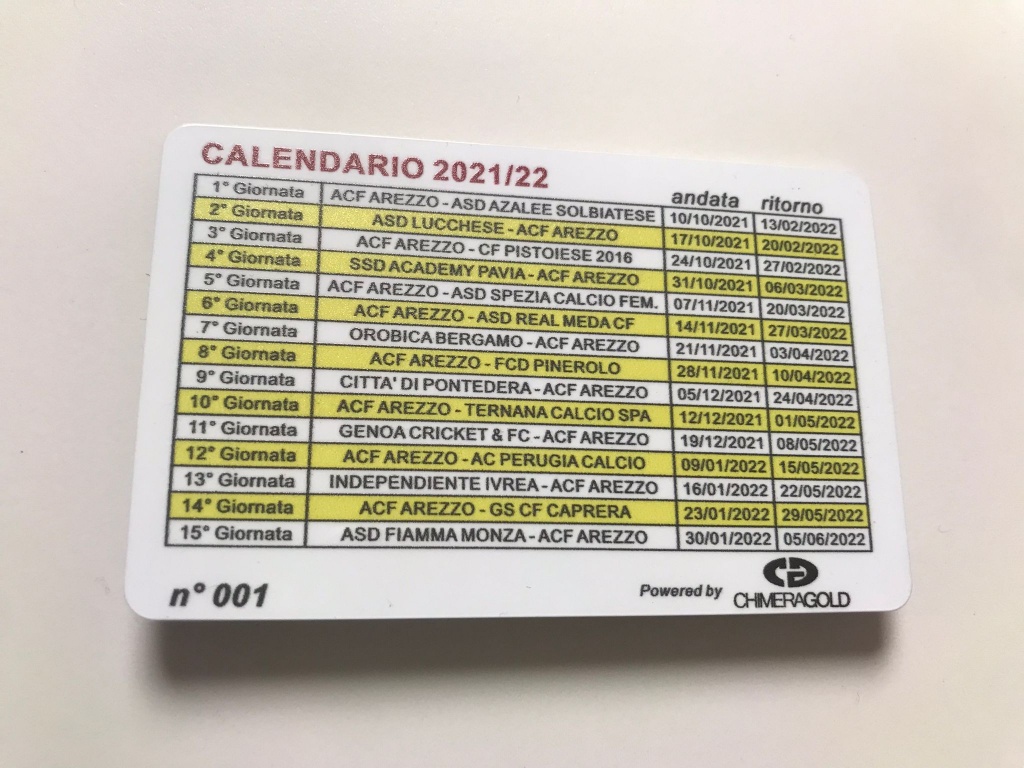 CALENDARIO 2021/22
andata ritorno
1° Giornata ACF AREZZO - ASD AZALEE SOLBIATESE 10/10/2021 13/02/2022
2° Giornata ASD LUCCHESE - ACF AREZZO 17/10/2021 20/02/2022
3° Giornata ACF AREZZO - CF PISTOIESE 2016 24/10/2021 27/02/2022
4° Giornata SSD ACADEMY PAVIA - ACF AREZZO 31/10/2021 06/03/2022
5° Giornata ACF AREZZO - ASD SPEZIA CALCIO FEM. 07/11/2021 20/03/2022
6° Giornata ACF AREZZO - ASD REAL MEDA CF 14/11/2021 27/03/2022
7° Giornata OROBICA BERGAMO - ACF AREZZO 21/11/2021 03/04/2022
8° Giornata ACF AREZZO - FCD PINEROLO 28/11/2021 10/04/2022
9° Giornata CITTA' DI PONTEDERA - ACF AREZZO 05/12/2021 24/04/2022
10° Giornata ACF AREZZO - TERNANA CALCIO SPA 12/12/2021 01/05/2022
11° Giornata GENOA CRICKET & FC - ACF AREZZO 19/12/2021 08/05/2022
12° Giornata ACF AREZZO - AC PERUGIA CALCIO 09/01/2022 15/05/2022
13° Giornata INDEPENDIENTE IVREA - ACF AREZZO 16/01/2022 22/05/2022
14° Giornata ACF AREZZO - GS CF CAPRERA 23/01/2022 29/05/2022
15° Giornata ASD FIAMMA MONZA - ACF AREZZO 30/01/2022 05/06/2022
n° 001
Powered by CHIMERAGOLD